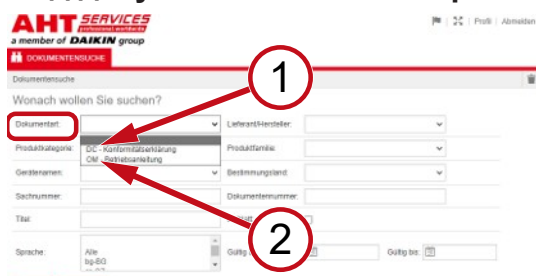 AHT SERVICES
professional worldwide
a member of DAIKIN group
Profil | Abmelden
DOKUMENTENSUCHE
Dokumentensuche
Wonach wollen Sie suchen?
Dokumentart:
Lieferant/Hersteller:
Produktkategorie:
DC - Konformitätserklärung
OM - Betriebsanleitung
Produktfamilie:
Gerätenamen:
Bestimmungsland:
Sachnummer:
Dokumentennummer:
Titel:
Sprache:
Alle
bg-BG
Gültig
Gültig bis:
1
2